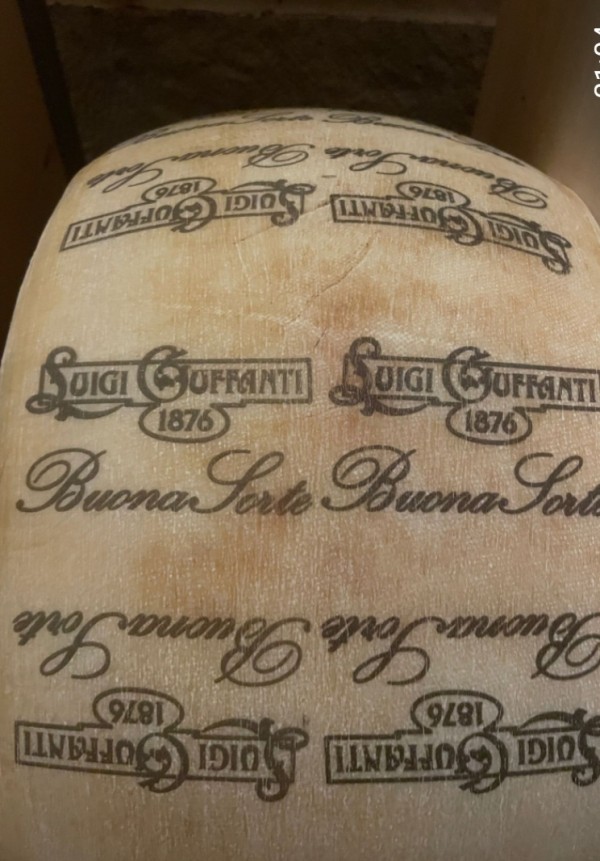 Buona Sorte Buona Sorte Buona Sorte
LUIGI GUFFANTI 1876 LUIGI GUFFANTI 1876
LUIGI GUFFANTI LUIGI GUFFANTI
1876 1876
Buona Sorte Buona Sorte
Buona Sorte Buona Sorte
1876 1876
LUIGI GUFFANTI LUIGI GUFFANTI